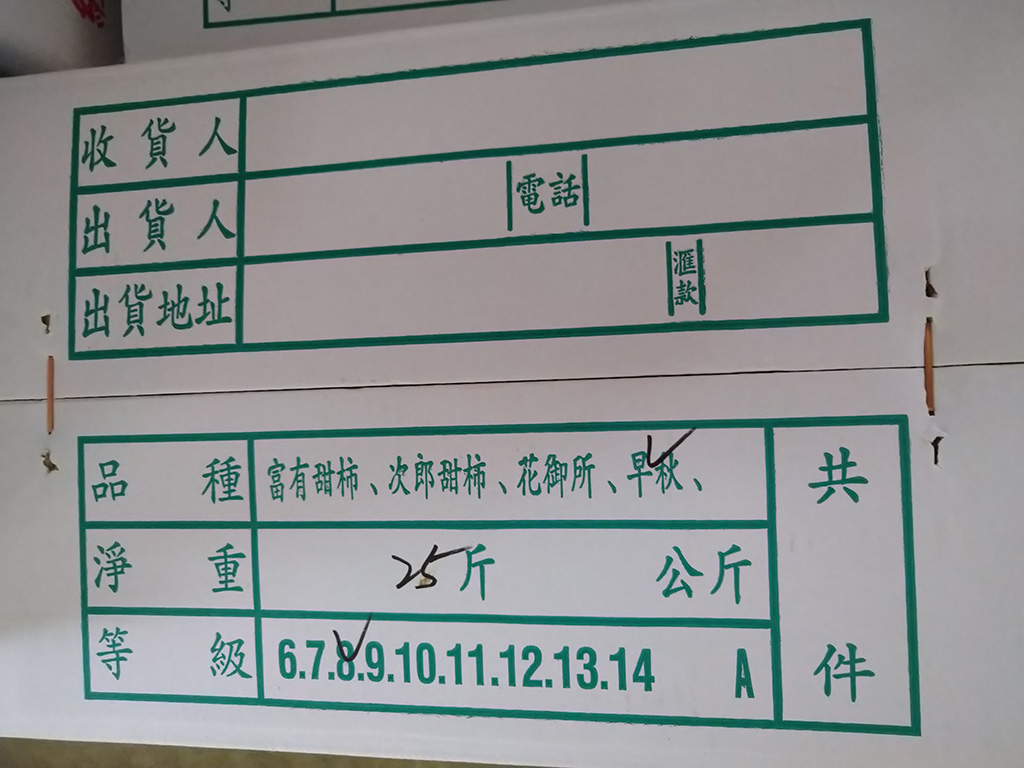 收貨人
出貨人 電話
出貨地址 匯款
品種 富有甜柿、次郎甜柿、花御所、早秋、
淨重 25斤 公斤
等級 6.7.8.9.10.11.12.13.14 A
共 件